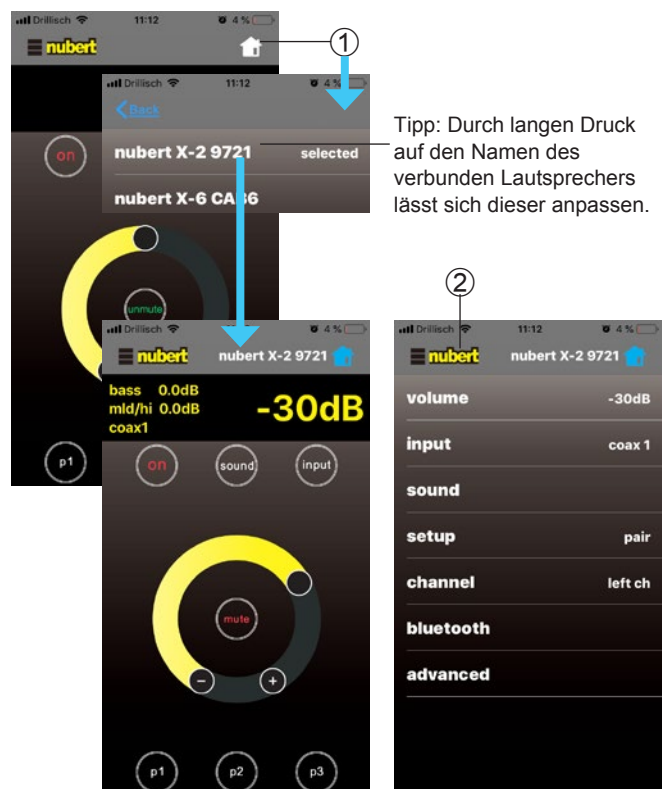 Drillisch 11:12 4 %
nubert
1
Drillisch 11:12 4 %
Back
nubert X-2 9721 selected
nubert X-6 CA36
Tipp: Durch langen Druck
auf den Namen des
verbunden Lautsprechers
lässt sich dieser anpassen.
on
unmute
p1
Drillisch 11:12 4 %
nubert nubert X-2 9721
bass 0.0dB
mid/hi 0.0dB
coax1
-30dB
on sound input
mute
- +
p1 p2 p3
2
Drillisch 11:12 4 %
nubert nubert X-2 9721
volume -30dB
input coax 1
sound
setup pair
channel left ch
bluetooth
advanced